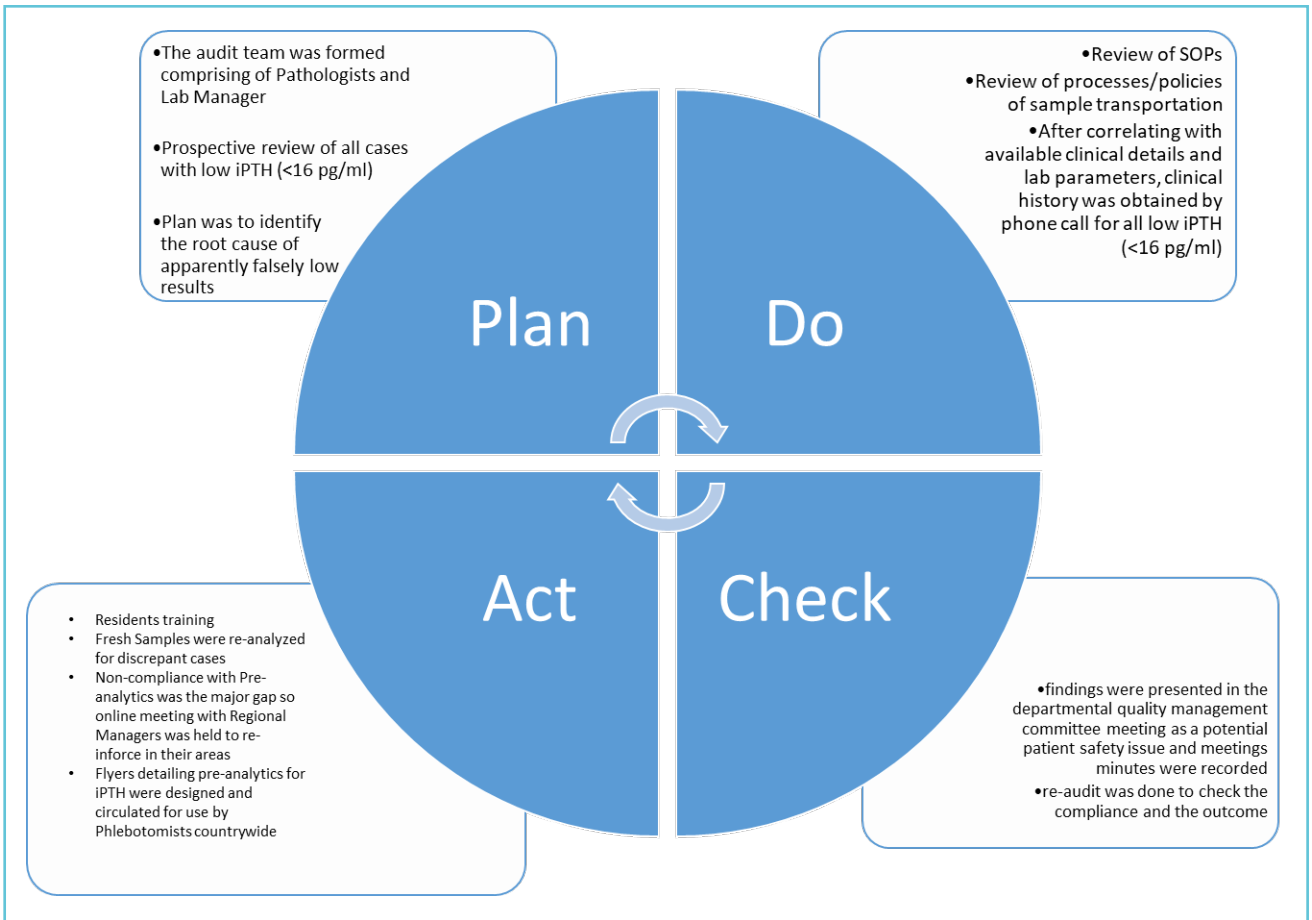 •The audit team was formed
comprising of Pathologists and
Lab Manager
•Prospective review of all cases
with low iPTH (<16 pg/ml)
•Plan was to identify
the root cause of
apparently falsely low
results
Plan
•Review of SOPs
•Review of processes/policies
of sample transportation
•After correlating with
available clinical details and
lab parameters, clinical
history was obtained by
phone call for all low iPTH
(<16 pg/ml)
Do
Act
• Residents training
• Fresh Samples were re-analyzed
for discrepant cases
• Non-compliance with Pre-
analytics was the major gap so
online meeting with Regional
Managers was held to re-
inforce in their areas
• Flyers detailing pre-analytics for
iPTH were designed and
circulated for use by
Phlebotomists countrywide
Check
•findings were presented in the
departmental quality management
committee meeting as a potential
patient safety issue and meetings
minutes were recorded
•re-audit was done to check the
compliance and the outcome